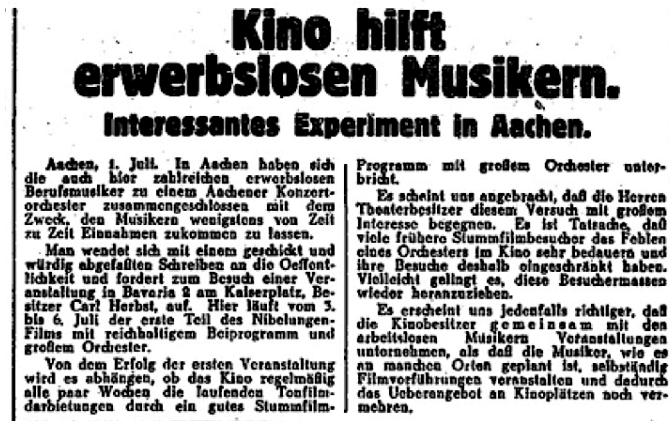 Kino hilft
erwerbslosen Musikern.
Interessantes Experiment in Aachen.
Aachen, 1. Juli. In Aachen haben sich
die auch hier zahlreichen erwerbslosen
Berufsmusiker zu einem Aachener Konzert-
orchester zusammengeschlossen mit dem
Zweck, den Musikern wenigstens von Zeit
zu Zeit Einnahmen zukommen zu lassen.
Man wendet sich mit einem geschickt und
würdig abgefaßten Schreiben an die Oeffent-
lichkeit und fordert zum Besuch einer Ver-
anstaltung in Bavaria 2 am Kaiserplatz, Be-
sitzer Carl Herbst, auf. Hier läuft vom 3.
bis 6. Juli der erste Teil des Nibelungen-
Films mit reichhaltigem Beiprogramm und
großem Orchester.
Von dem Erfolg der ersten Veranstaltung
wird es abhängen, ob das Kino regelmäßig
alle paar Wochen die laufenden Tonfilm-
darbietungen durch ein gutes Stummfilm-
Programm mit großem Orchester unter-
bricht.
Es scheint uns angebracht, daß die Herren
Theaterbesitzer diesem Versuch mit großem
Interesse begegnen. Es ist Tatsache, daß
viele frühere Stummfilmbesucher das Fehlen
eines Orchesters im Kino sehr bedauern und
ihre Besuche deshalb eingeschränkt haben.
Vielleicht gelingt es, diese Besuchermassen
wieder heranzuziehen.
Es erscheint uns jedenfalls richtiger, daß
die Kinobesitzer gemeinsam mit den
arbeitslosen Musikern Veranstaltungen
unternehmen, als daß die Musiker, wie es
an manchen Orten geplant ist, selbständig
Filmvorführungen veranstalten und dadurch
das Ueberangebot an Kinoplätzen noch ver-
mehren.